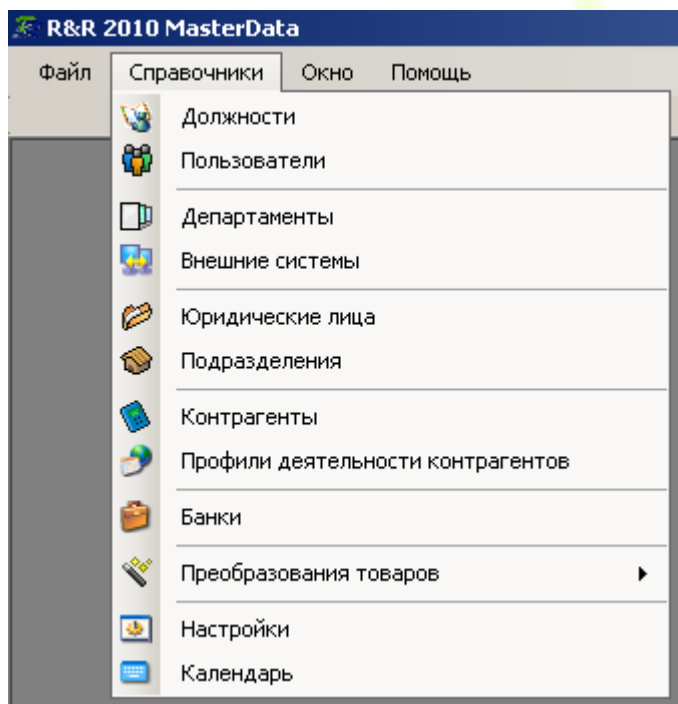 R&R 2010 MasterData
Файл Справочники Окно Помощь
Должности
Пользователи
Департаменты
Внешние системы
Юридические лица
Подразделения
Контрагенты
Профили деятельности контрагентов
Банки
Преобразования товаров
Настройки
Календарь